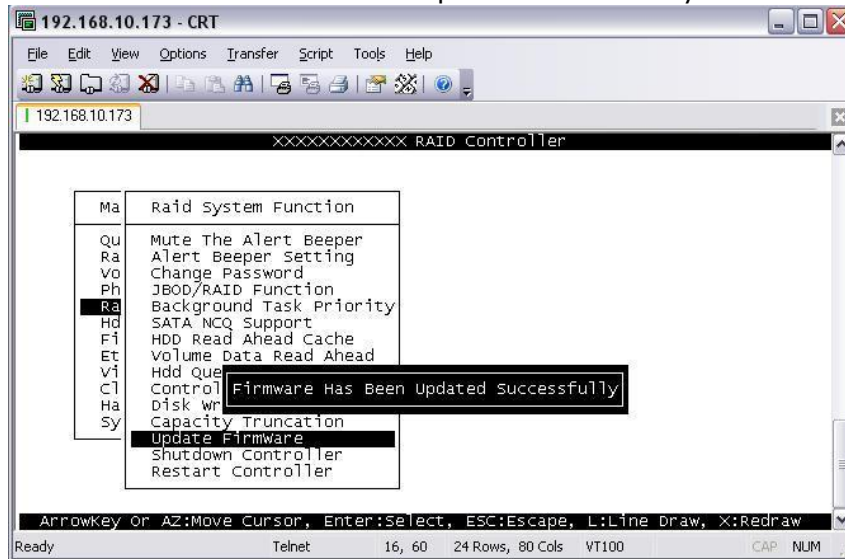 192.168.10.173 - CRT
File Edit View Options Transfer Script Tools Help
192.168.10.173
XXXXXXXXXXXX RAID Controller
Ma
Raid System Function
Qu
Mute The Alert Beeper
Ra
Alert Beeper Setting
Vo
Change Password
Ph
JBOD/RAID Function
Ra
Background Task Priority
Hd
SATA NCQ Support
Fi
HDD Read Ahead Cache
Et
Volume Data Read Ahead
Vi
Hdd Que
Cl
Control
Firmware Has Been Updated Successfully
Ha
Disk Wr
Sy
Capacity Truncation
Update FirmWare
Shutdown Controller
Restart Controller
ArrowKey Or AZ:Move Cursor, Enter:Select, ESC:Escape, L:Line Draw, X:Redraw
Ready Telnet 16, 60 24 Rows, 80 Cols VT100 CAP NUM